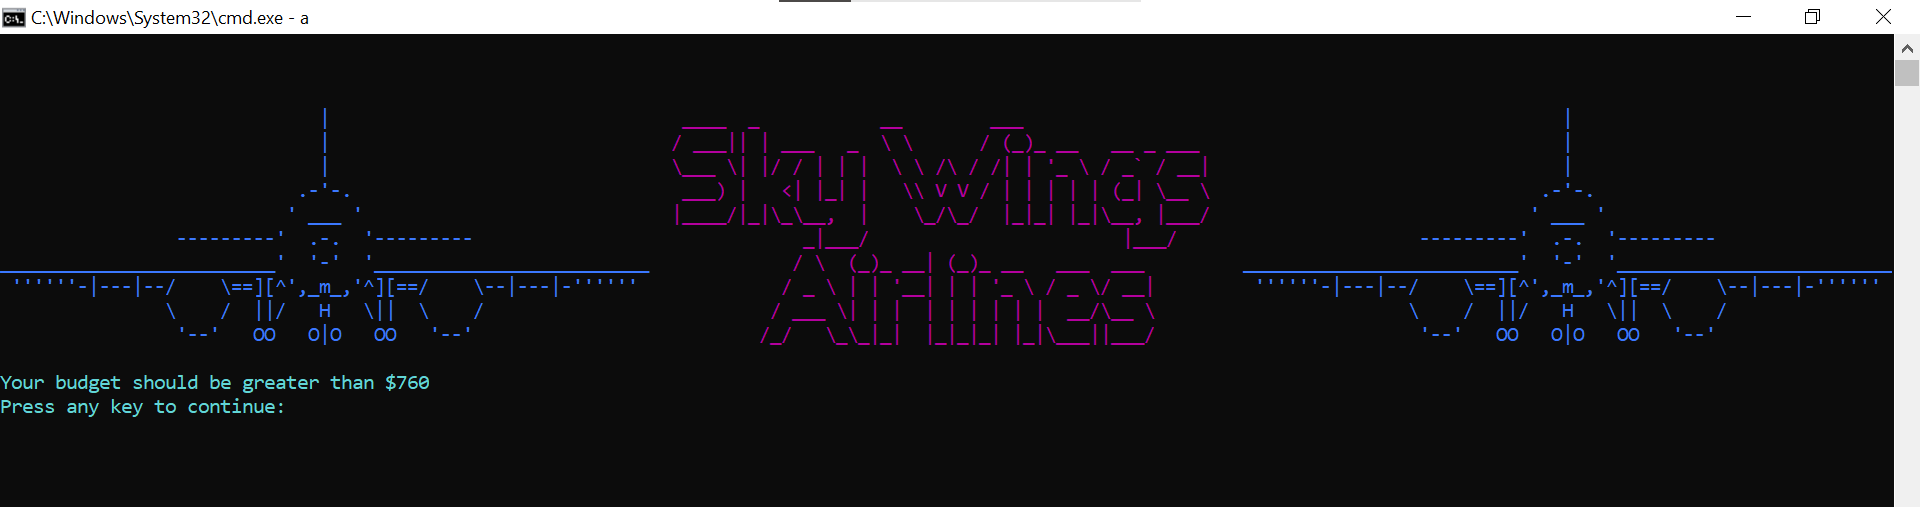 C:\Windows\System32\cmd.exe - a
Sky Wings
Airlines
Your budget should be greater than $760
Press any key to continue: